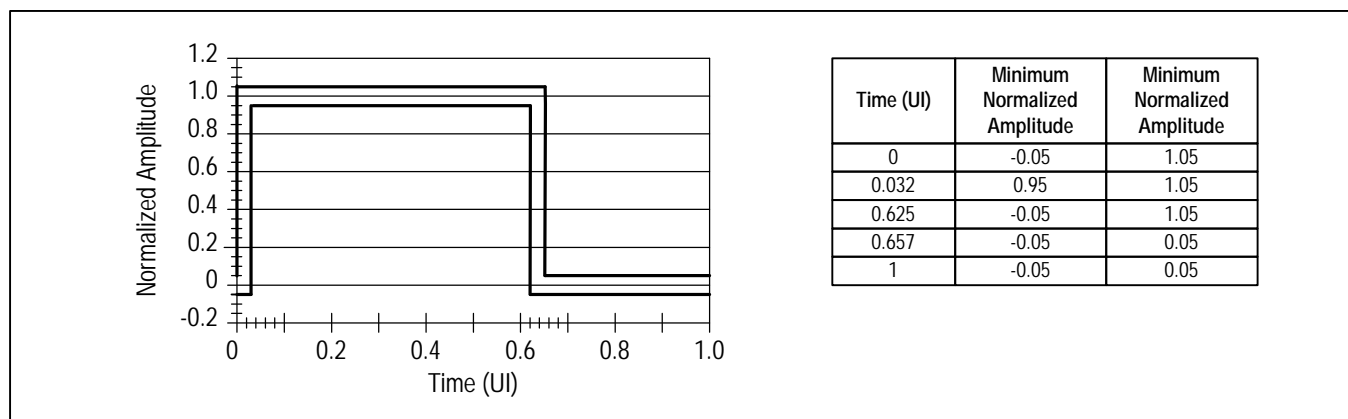 1.2
1.0
0.8
0.6
0.4
0.2
0
-0.2
Normalized Amplitude
0 0.2 0.4 0.6 0.8 1.0
Time (UI)
Time (UI)
Minimum
Normalized
Amplitude
Minimum
Normalized
Amplitude
0 -0.05 1.05
0.032 0.95 1.05
0.625 -0.05 1.05
0.657 -0.05 0.05
1 -0.05 0.05